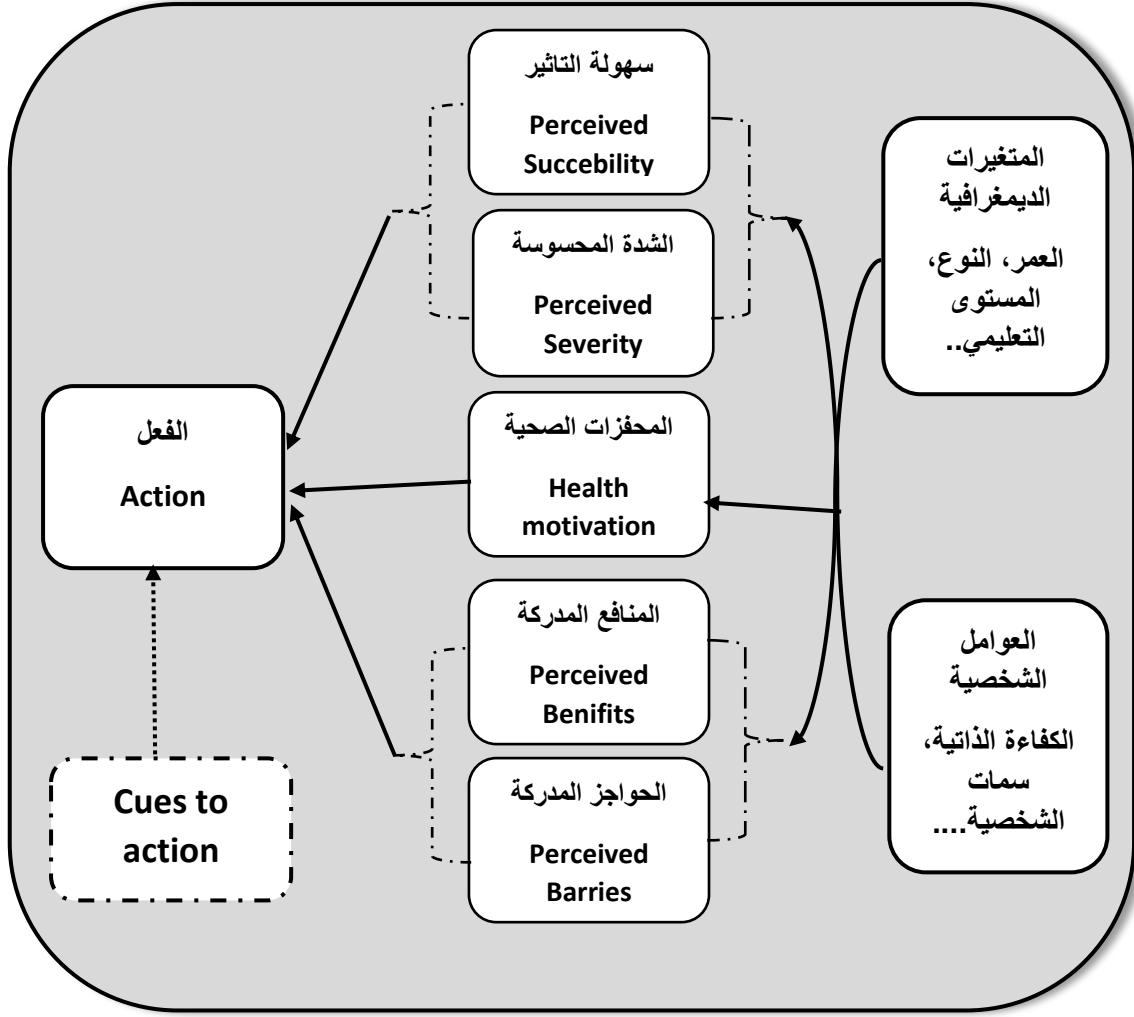 المتغيرات
الديمغرافية
العمر، النوع،
المستوى
التعليمي..
العوامل
الشخصية
الكفاءة الذاتية،
سمات
الشخصية....
سهولة التاثير
Perceived
Succebility
الشدة المحسوسة
Perceived
Severity
المحفزات الصحية
Health
motivation
المنافع المدركة
Perceived
Benifits
الحواجز المدركة
Perceived
Barries
الفعل
Action
Cues to
action